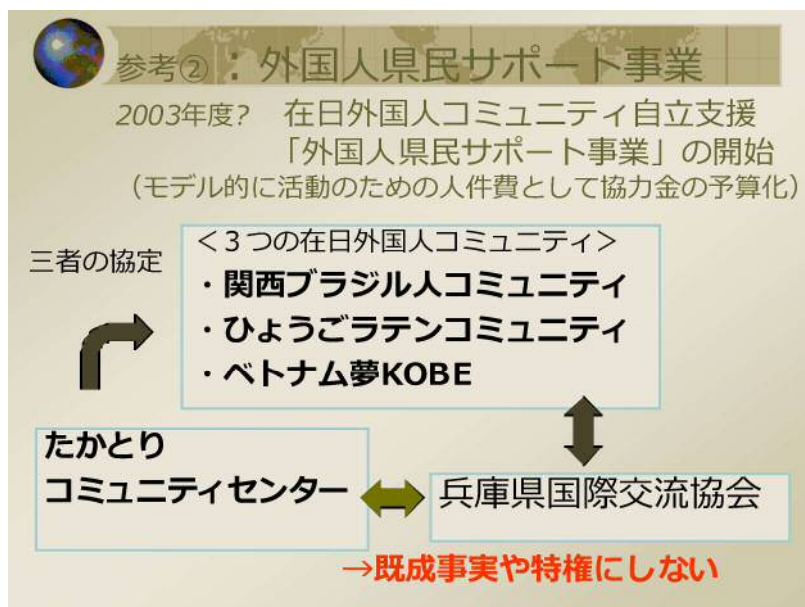 参考②：外国人県民サポート事業
2003年度?　在日外国人コミュニティ自立支援
「外国人県民サポート事業」の開始
（モデル的に活動のための人件費として協力金の予算化）
三者の協定
＜３つの在日外国人コミュニティ＞
・関西ブラジル人コミュニティ
・ひょうごラテンコミュニティ
・ベトナム夢KOBE
たかとり
コミュニティセンター
兵庫県国際交流協会
→既成事実や特権にしない